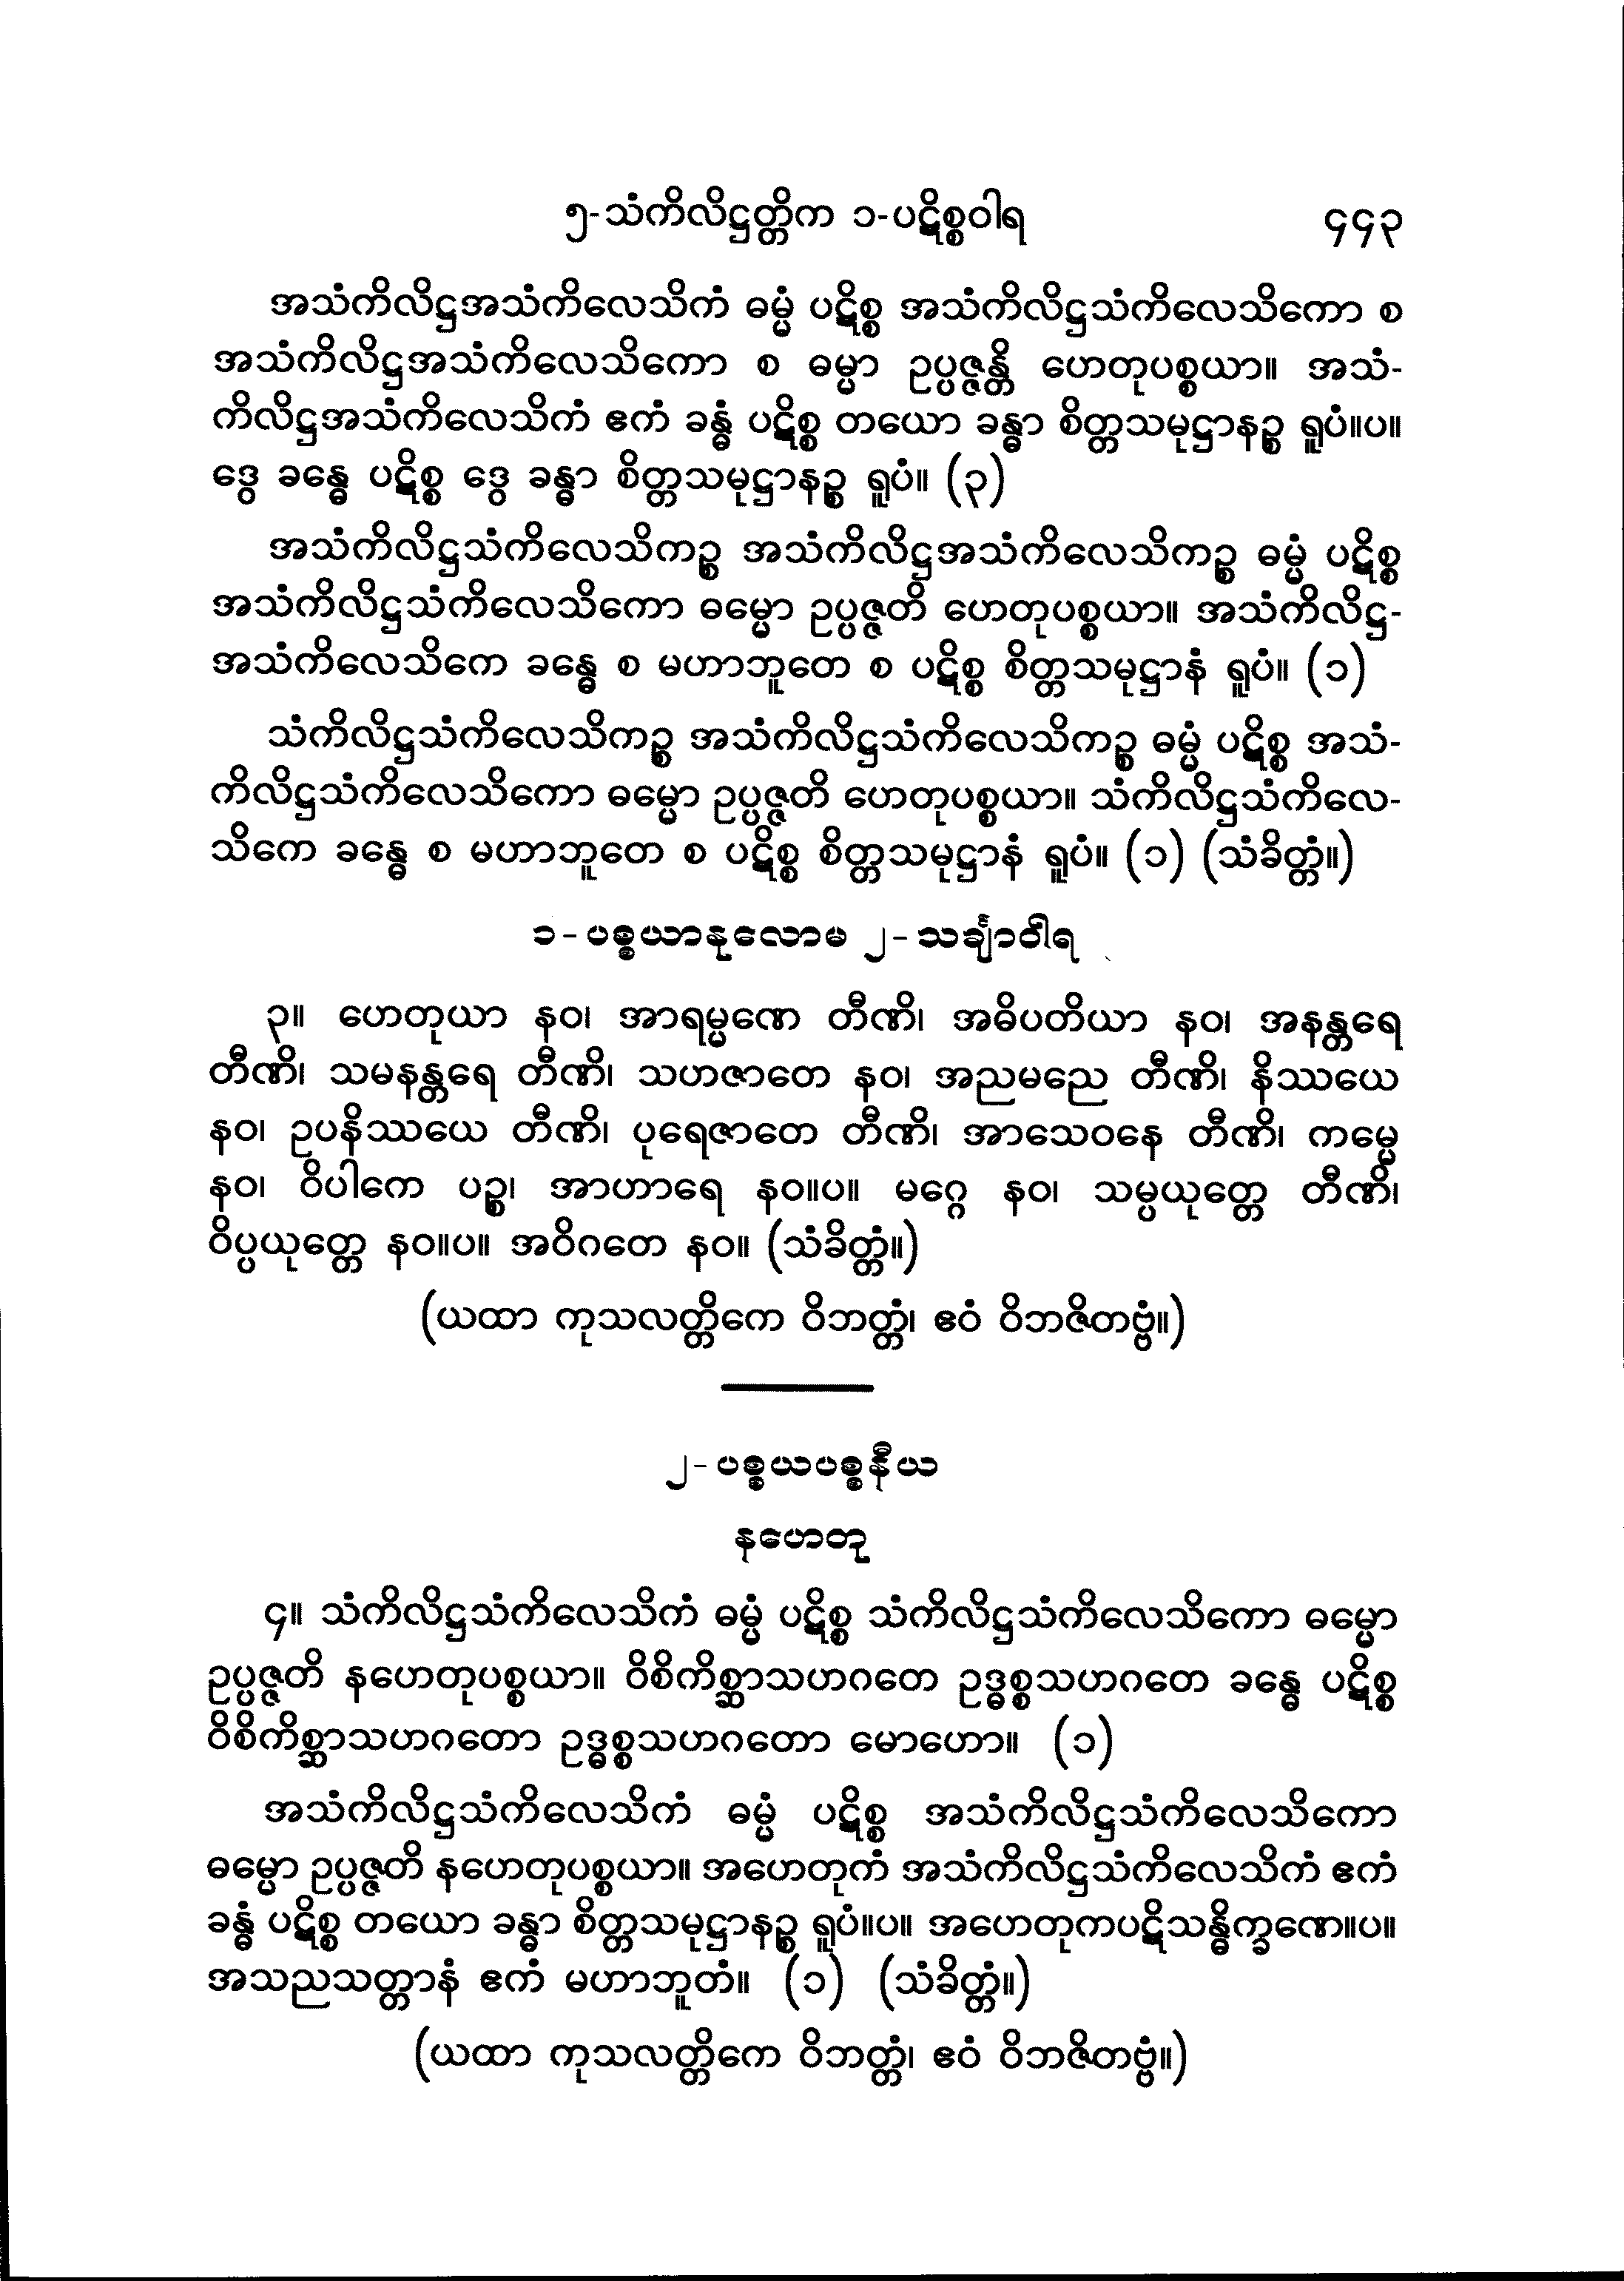 ၅-သံကိလိဋ္ဌတ္တိက ၁-ပဋိစ္စဝါရ ၄၄၃
အသံကိလိဋ္ဌအသံကိလေသိကံ ဓမ္မံ ပဋိစ္စ အသံကိလိဋ္ဌသံကိလေသိကော စ
အသံကိလိဋ္ဌအသံကိလေသိကော စ ဓမ္မာ ဥပ္ပဇ္ဇန္တိ ဟေတုပစ္စယာ။ အသံ-
ကိလိဋ္ဌအသံကိလေသိကံ ဧကံ ခန္ဓံ ပဋိစ္စ တယော ခန္ဓာ စိတ္တသမုဋ္ဌာနဉ္စ ရူပံ။ပ။
ဒွေ ခန္ဓေ ပဋိစ္စ ဒွေ ခန္ဓာ စိတ္တသမုဋ္ဌာနဉ္စ ရူပံ။ (၃)
အသံကိလိဋ္ဌသံကိလေသိကဉ္စ အသံကိလိဋ္ဌအသံကိလေသိကဉ္စ ဓမ္မံ ပဋိစ္စ
အသံကိလိဋ္ဌသံကိလေသိကော ဓမ္မော ဥပ္ပဇ္ဇတိ ဟေတုပစ္စယာ။ အသံကိလိဋ္ဌ-
အသံကိလေသိကေ ခန္ဓေ စ မဟာဘူတေ စ ပဋိစ္စ စိတ္တသမုဋ္ဌာနံ ရူပံ။ (၁)
သံကိလိဋ္ဌသံကိလေသိကဉ္စ အသံကိလိဋ္ဌသံကိလေသိကဉ္စ ဓမ္မံ ပဋိစ္စ အသံ-
ကိလိဋ္ဌသံကိလေသိကော ဓမ္မော ဥပ္ပဇ္ဇတိ ဟေတုပစ္စယာ။ သံကိလိဋ္ဌသံကိလေ-
သိကေ ခန္ဓေ စ မဟာဘူတေ စ ပဋိစ္စ စိတ္တသမုဋ္ဌာနံ ရူပံ။ (၁) (သံခိတ္တံ။)
၁-ပစ္စယာနုလောမ ၂-သင်္ချာဝါရ
၃။ ဟေတုယာ နဝ၊ အာရမ္မဏေ တီဏိ၊ အဓိပတိယာ နဝ၊ အနန္တရေ
တီဏိ၊ သမနန္တရေ တီဏိ၊ သဟဇာတေ နဝ၊ အညမညေ တီဏိ၊ နိဿယေ
နဝ၊ ဥပနိဿယေ တီဏိ၊ ပုရေဇာတေ တီဏိ၊ အာသေဝနေ တီဏိ၊ ကမ္မေ
နဝ၊ ဝိပါကေ ပဉ္စ၊ အာဟာရေ နဝ။ပ။ မဂ္ဂေ နဝ၊ သမ္ပယုတ္တေ တီဏိ၊
ဝိပ္ပယုတ္တေ နဝ။ပ။ အဝိဂတေ နဝ။ (သံခိတ္တံ။)
(ယထာ ကုသလတ္တိကေ ဝိဘတ္တံ၊ ဧဝံ ဝိဘဇိတဗ္ဗံ။)
၂-ပစ္စယပစ္စနီယ
နဟေတု
၄။ သံကိလိဋ္ဌသံကိလေသိကံ ဓမ္မံ ပဋိစ္စ သံကိလိဋ္ဌသံကိလေသိကော ဓမ္မော
ဥပ္ပဇ္ဇတိ နဟေတုပစ္စယာ။ ဝိစိကိစ္ဆာသဟဂတေ ဥဒ္ဓစ္စသဟဂတေ ခန္ဓေ ပဋိစ္စ
ဝိစိကိစ္ဆာသဟဂတော ဥဒ္ဓစ္စသဟဂတော မောဟော။ (၁)
အသံကိလိဋ္ဌသံကိလေသိကံ ဓမ္မံ ပဋိစ္စ အသံကိလိဋ္ဌသံကိလေသိကော
ဓမ္မော ဥပ္ပဇ္ဇတိ နဟေတုပစ္စယာ။ အဟေတုကံ အသံကိလိဋ္ဌသံကိလေသိကံ ဧကံ
ခန္ဓံ ပဋိစ္စ တယော ခန္ဓာ စိတ္တသမုဋ္ဌာနဉ္စ ရူပံ။ပ။ အဟေတုကပဋိသန္ဓိက္ခဏေ။ပ။
အသညသတ္တာနံ ဧကံ မဟာဘူတံ။ (၁) (သံခိတ္တံ။)
(ယထာ ကုသလတ္တိကေ ဝိဘတ္တံ၊ ဧဝံ ဝိဘဇိတဗ္ဗံ။)